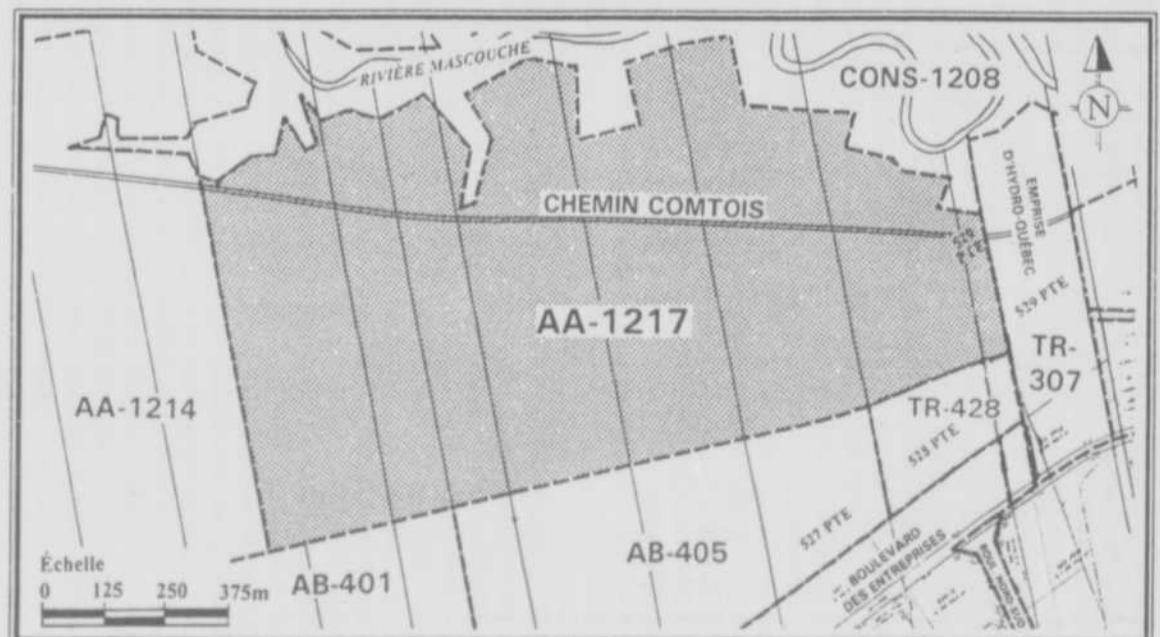 RIVIÈRE MASCOUCHE
CONS-1208
N
EMPRISE
D'HYDRO-QUÉBEC
CHEMIN COMTOIS
529 PTE
AA-1217
TR-
307
AA-1214
TR-428
528 PTE
527 PTE
AB-405
BOULEVARD
DES ENTREPRISES
AB-401
Échelle
0 125 250 375m